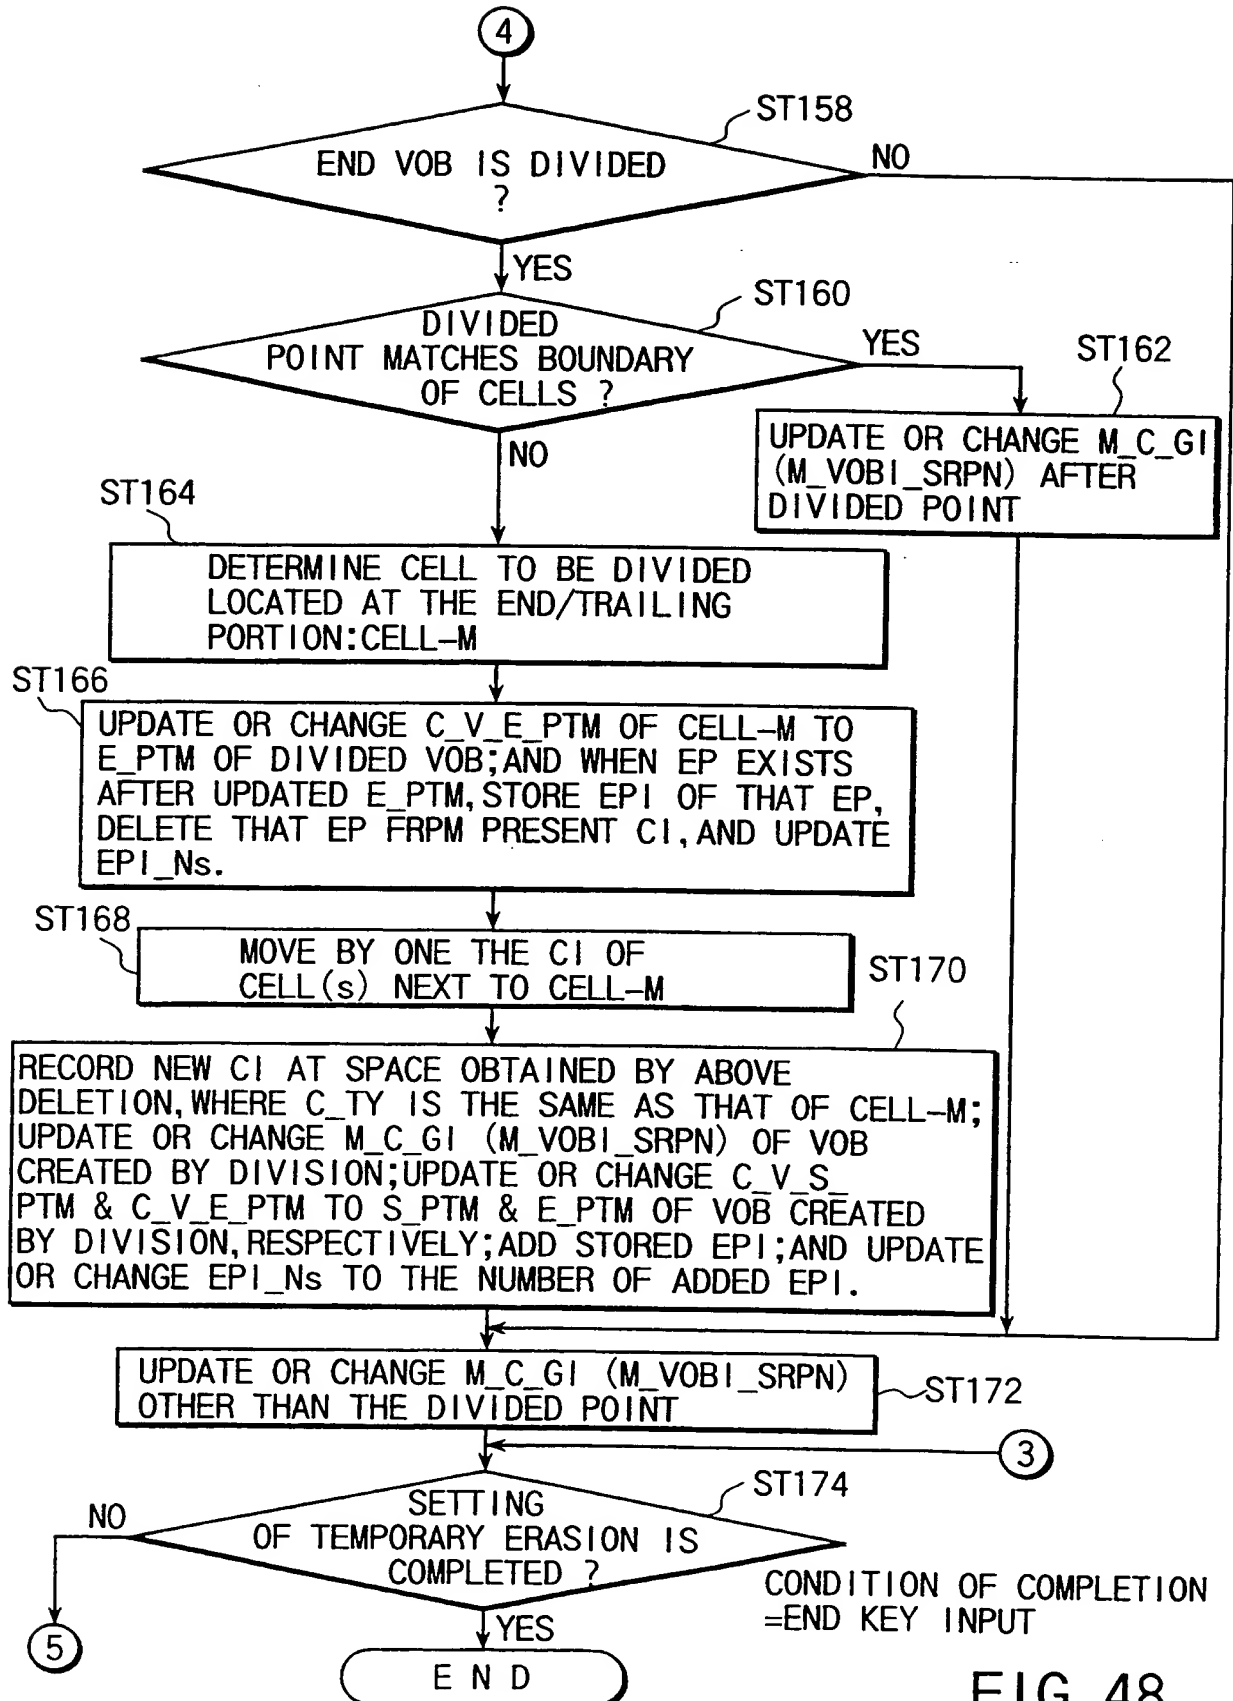 4
ST158
END VOB IS DIVIDED
?
NO
YES
ST160
DIVIDED
POINT MATCHES BOUNDARY
OF CELLS ?
YES
ST162
UPDATE OR CHANGE M_C_GI
(M_VOBI_SRPN) AFTER
DIVIDED POINT
NO
ST164
DETERMINE CELL TO BE DIVIDED
LOCATED AT THE END/TRAILING
PORTION:CELL-M
ST166
UPDATE OR CHANGE C_V_E_PTM OF CELL-M TO
E_PTM OF DIVIDED VOB;AND WHEN EP EXISTS
AFTER UPDATED E_PTM,STORE EPI OF THAT EP,
DELETE THAT EP FRPM PRESENT CI,AND UPDATE
EPI_Ns.
ST168
MOVE BY ONE THE CI OF
CELL(s) NEXT TO CELL-M
ST170
RECORD NEW CI AT SPACE OBTAINED BY ABOVE
DELETION,WHERE C_TY IS THE SAME AS THAT OF CELL-M;
UPDATE OR CHANGE M_C_GI (M_VOBI_SRPN) OF VOB
CREATED BY DIVISION;UPDATE OR CHANGE C_V_S_
PTM & C_V_E_PTM TO S_PTM & E_PTM OF VOB CREATED
BY DIVISION,RESPECTIVELY;ADD STORED EPI;AND UPDATE
OR CHANGE EPI_Ns TO THE NUMBER OF ADDED EPI.
UPDATE OR CHANGE M_C_GI (M_VOBI_SRPN)
OTHER THAN THE DIVIDED POINT
ST172
3
ST174
SETTING
OF TEMPORARY ERASION IS
COMPLETED ?
NO
5
YES
CONDITION OF COMPLETION
=END KEY INPUT
END
FIG.48